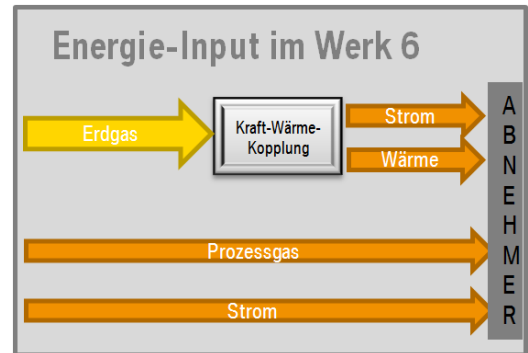 Energie-Input im Werk 6
Erdgas
Kraft-Wärme-
Kopplung
Strom
Wärme
Prozessgas
Strom
A
B
N
E
H
M
E
R